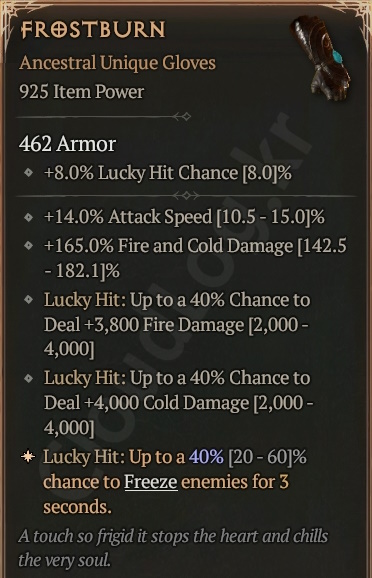 FROSTBURN
Ancestral Unique Gloves
925 Item Power
462 Armor
+8.0% Lucky Hit Chance [8.0]%
+14.0% Attack Speed [10.5 - 15.0]%
+165.0% Fire and Cold Damage [142.5
- 182.1]%
Lucky Hit: Up to a 40% Chance to
Deal +3,800 Fire Damage [2,000 -
4,000]
Lucky Hit: Up to a 40% Chance to
Deal +4,000 Cold Damage [2,000 -
4,000]
Lucky Hit: Up to a 40% [20 - 60]%
chance to Freeze enemies for 3
seconds.
A touch so frigid it stops the heart and chills
the very soul.
cloudlog.kr